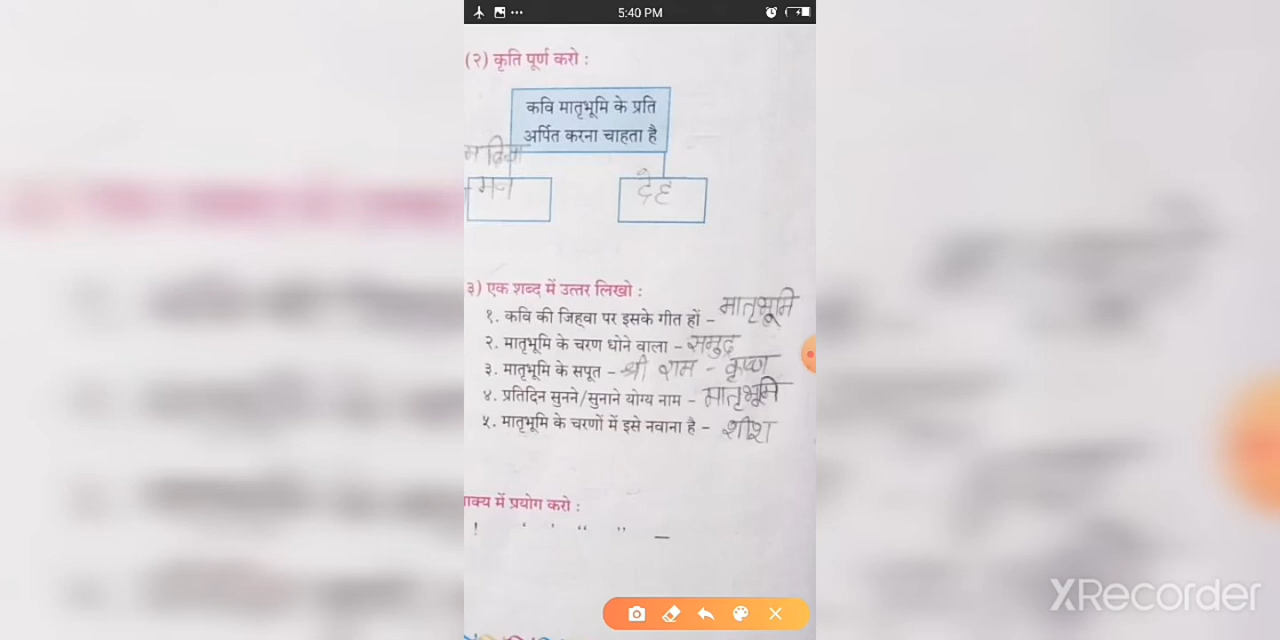 5:40 PM
(२) कृति पूर्ण करो :
कवि मातृभूमि के प्रति
अर्पित करना चाहता है
मन
देह
३) एक शब्द में उत्तर लिखो :
१. कवि की जिह्वा पर इसके गीत हों – मातृभूमि
२. मातृभूमि के चरण धोने वाला – समुद्र
३. मातृभूमि के सपूत – श्री राम - कृष्ण
४. प्रतिदिन सुनने/सुनाने योग्य नाम – मातृभूमि
५. मातृभूमि के चरणों में इसे नवाना है – शीश
में प्रयोग करो :
! ‘ ’ “ ” —
XRecorder